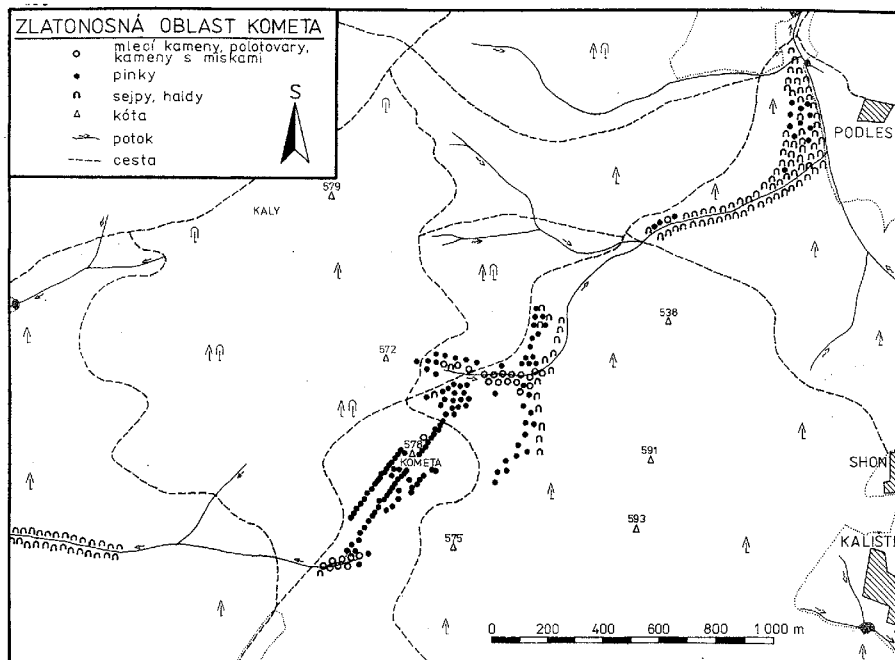 ZLATONOSNÁ OBLAST KOMETA
mlecí kameny, polotovary,
kameny s miskami
pinky
sejpy, haldy
kóta
potok
cesta
S
PODLES
579
KALY
538
572
578
KOMETA
591
SHON
593
575
KALIŠTĚ
0 200 400 600 800 1 000 m